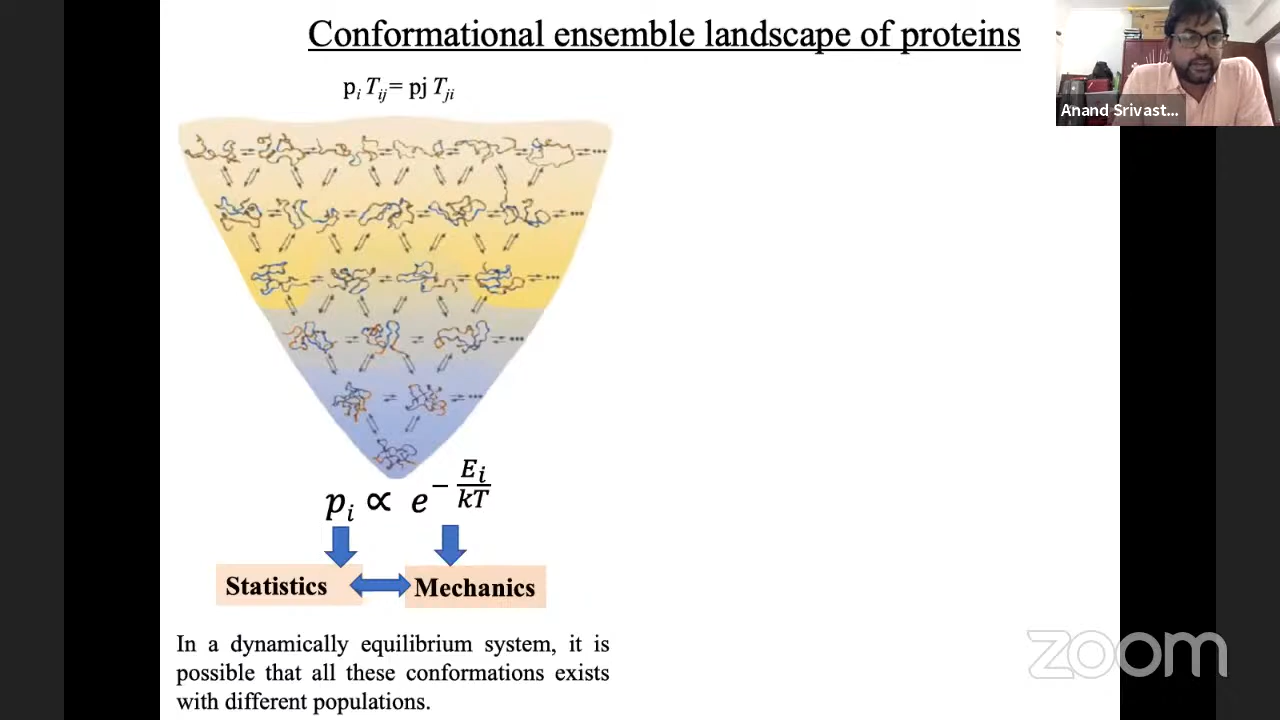 Conformational ensemble landscape of proteins
pᵢ Tᵢⱼ= pj Tⱼᵢ
Anand Srivast...
pᵢ ∝ e^(−Eᵢ/kT)
Statistics
Mechanics
In a dynamically equilibrium system, it is
possible that all these conformations exists
with different populations.
zoom